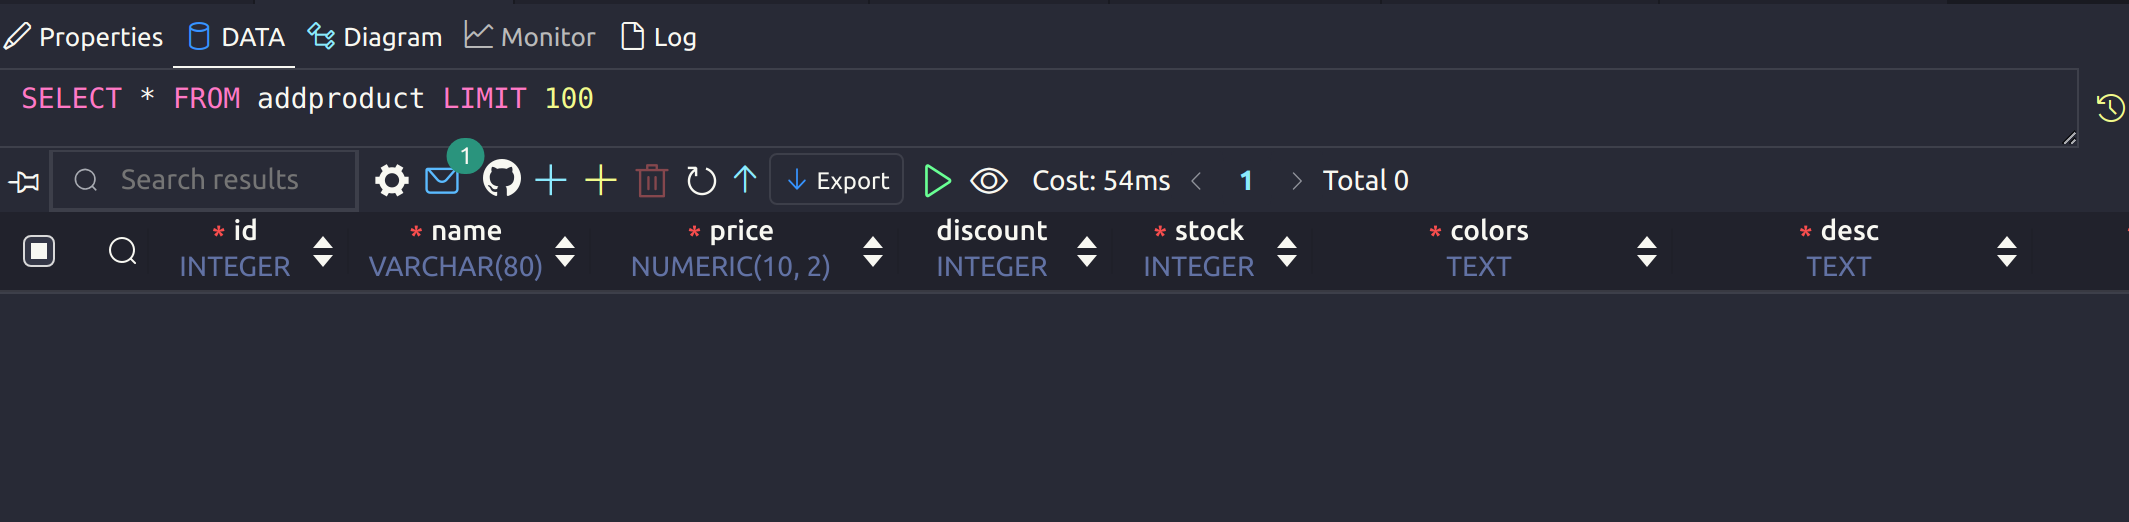 Properties DATA Diagram Monitor Log
SELECT * FROM addproduct LIMIT 100
Search results 1 Export Cost: 54ms < 1 > Total 0
* id * name * price discount * stock * colors * desc
INTEGER VARCHAR(80) NUMERIC(10, 2) INTEGER INTEGER TEXT TEXT